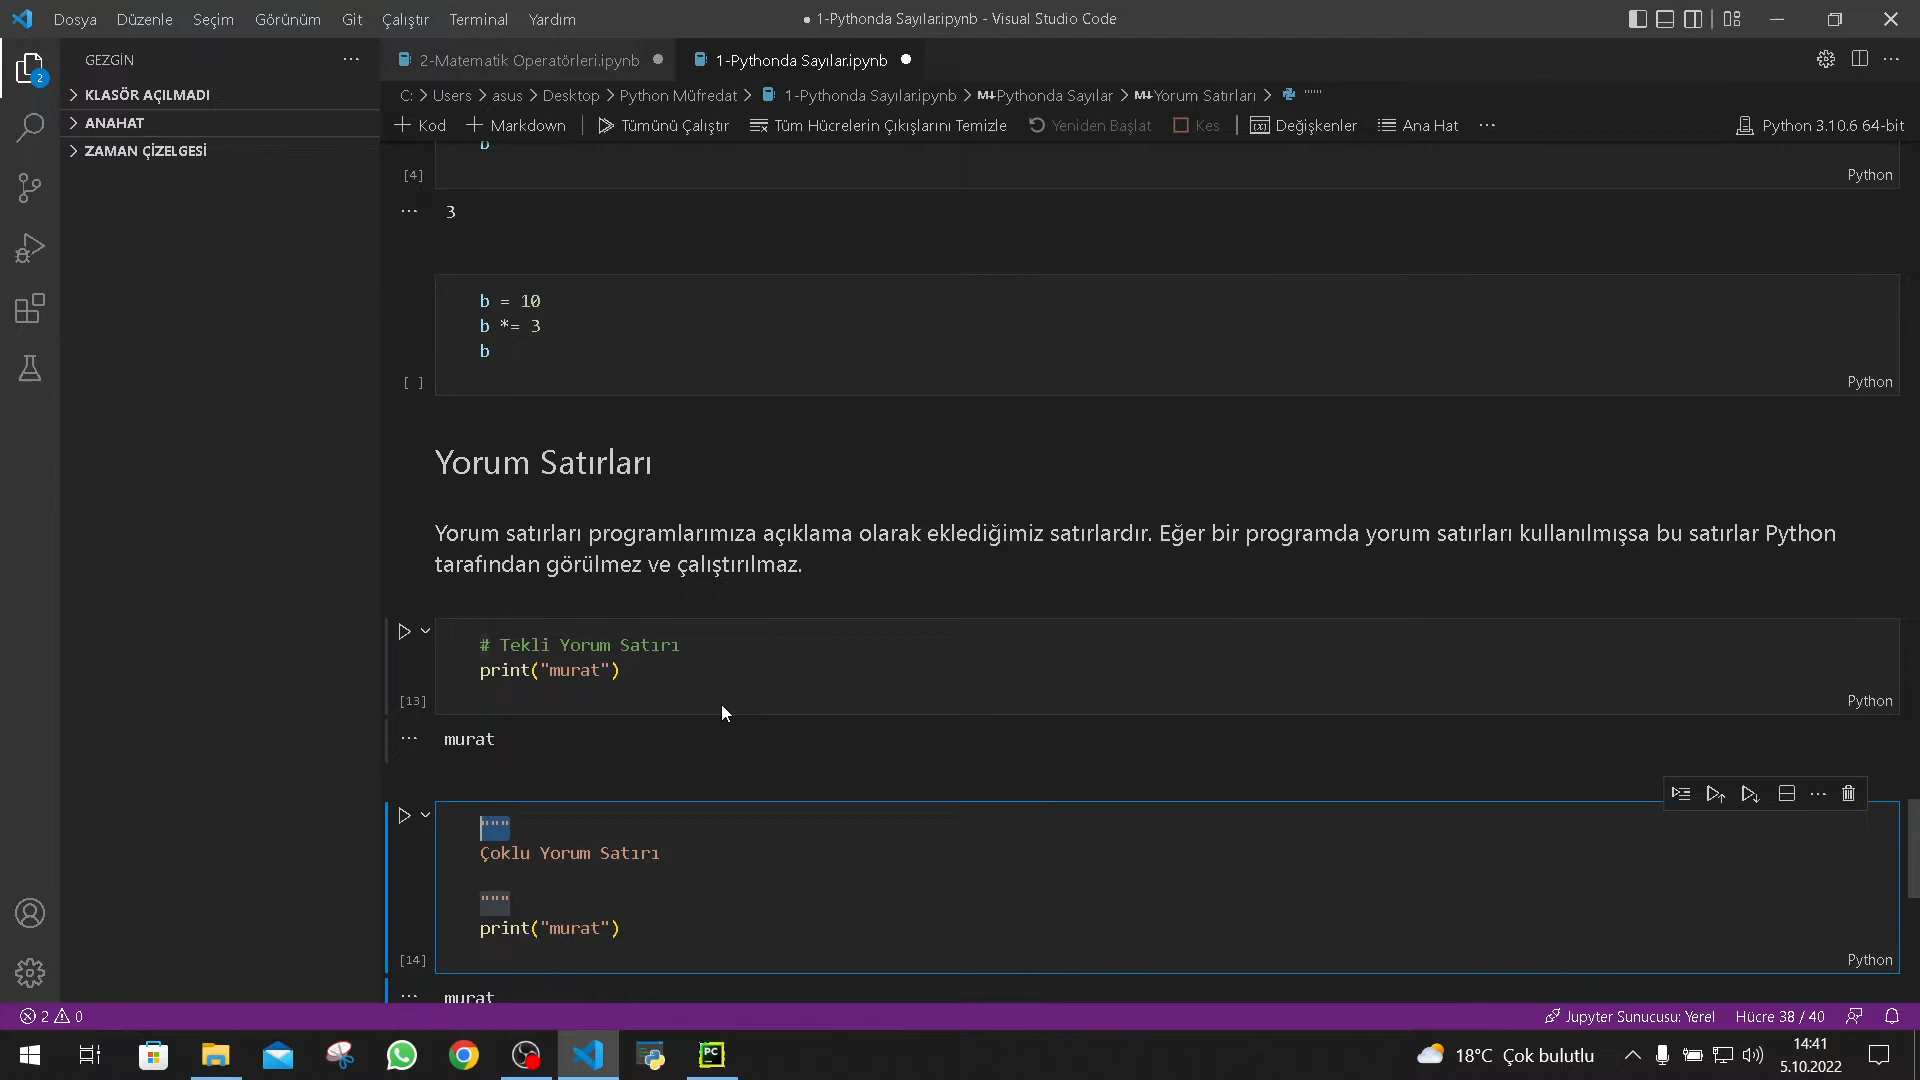 Dosya Düzenle Seçim Görünüm Git Çalıştır Terminal Yardım
● 1-Pythonda Sayılar.ipynb - Visual Studio Code
2
GEZGİN ...
KLASÖR AÇILMADI
ANAHAT
ZAMAN ÇİZELGESİ
2-Matematik Operatörleri.ipynb
1-Pythonda Sayılar.ipynb
C: > Users > asus > Desktop > Python Müfredat > 1-Pythonda Sayılar.ipynb > M↓Pythonda Sayılar > M↓Yorum Satırları > """
+ Kod + Markdown | Tümünü Çalıştır Tüm Hücrelerin Çıkışlarını Temizle Yeniden Başlat Kes | Değişkenler Ana Hat ...
Python 3.10.6 64-bit
b
[4]
Python
... 3
b = 10
b *= 3
b
[ ]
Python
Yorum Satırları
Yorum satırları programlarımıza açıklama olarak eklediğimiz satırlardır. Eğer bir programda yorum satırları kullanılmışsa bu satırlar Python
tarafından görülmez ve çalıştırılmaz.
# Tekli Yorum Satırı
print("murat")
[13]
Python
... murat
"""
Çoklu Yorum Satırı
"""
print("murat")
[14]
Python
... murat
2 0
Jupyter Sunucusu: Yerel Hücre 38 / 40
PC
18°C Çok bulutlu
14:41
5.10.2022